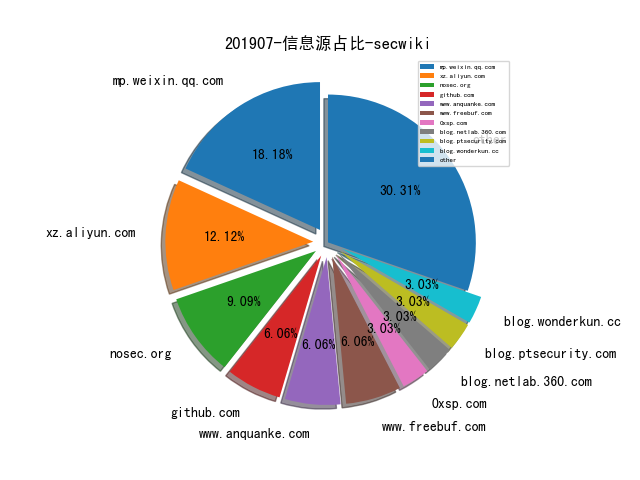 201907-信息源占比-secwiki
mp.weixin.qq.com
xz.aliyun.com
nosec.org
github.com
www.anquanke.com
www.freebuf.com
0xsp.com
blog.netlab.360.com
blog.ptsecurity.com
blog.wonderkun.cc
other
mp.weixin.qq.com
18.18%
other
30.31%
xz.aliyun.com
12.12%
nosec.org
9.09%
github.com
6.06%
www.anquanke.com
6.06%
www.freebuf.com
6.06%
0xsp.com
3.03%
blog.netlab.360.com
3.03%
blog.ptsecurity.com
3.03%
blog.wonderkun.cc
3.03%